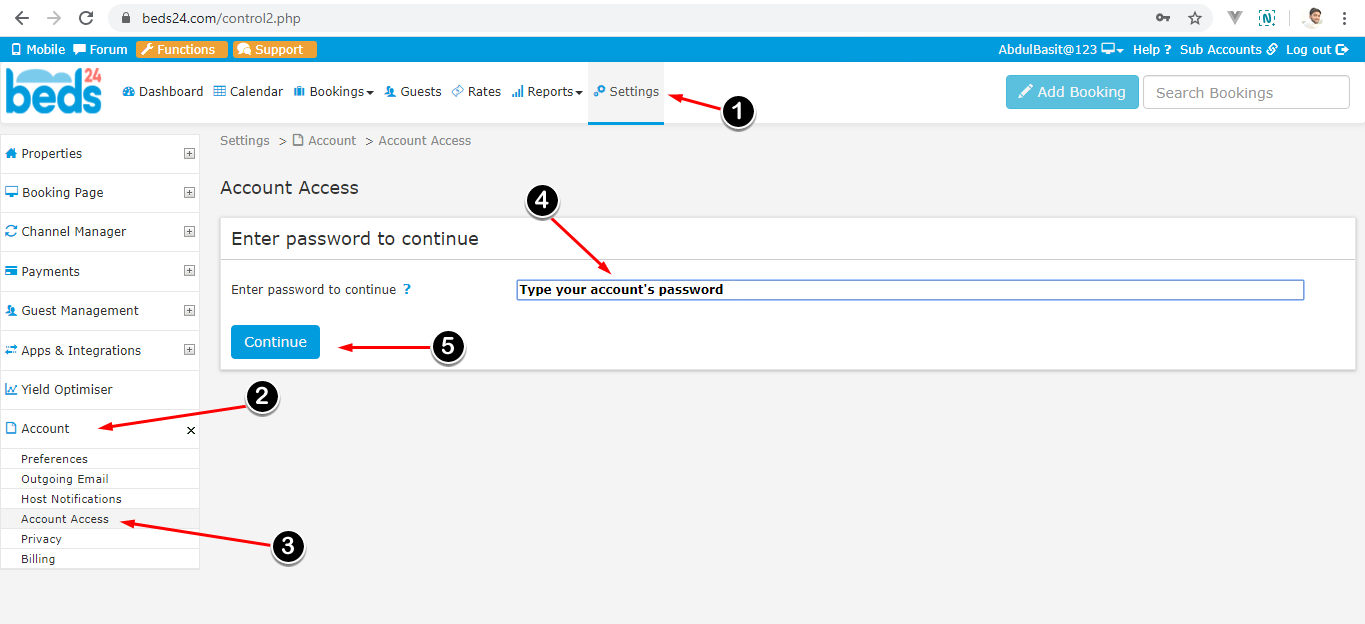 beds24.com/control2.php
Mobile Forum Functions Support AbdulBasit@123 Help ? Sub Accounts Log out
beds24 Dashboard Calendar Bookings Guests Rates Reports Settings Add Booking Search Bookings
1
Settings > Account > Account Access
Properties
Booking Page
Channel Manager
Payments
Guest Management
Apps & Integrations
Yield Optimiser
Account
Preferences
Outgoing Email
Host Notifications
Account Access
Privacy
Billing
Account Access
4
Enter password to continue
Enter password to continue ? Type your account's password
Continue
5
2
3